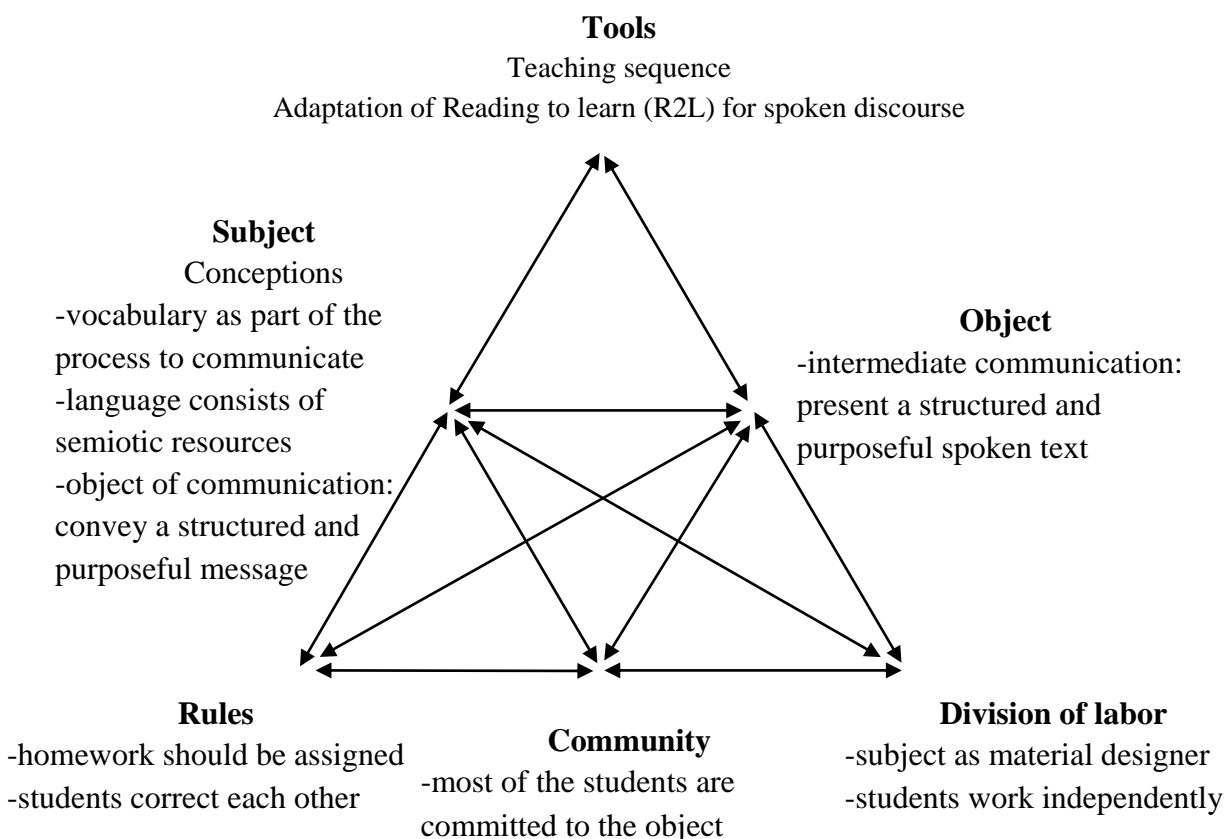 Tools
Teaching sequence
Adaptation of Reading to learn (R2L) for spoken discourse
Subject
Conceptions
-vocabulary as part of the
process to communicate
-language consists of
semiotic resources
-object of communication:
convey a structured and
purposeful message
Object
-intermediate communication:
present a structured and
purposeful spoken text
Rules
-homework should be assigned
-students correct each other
Community
-most of the students are
committed to the object
Division of labor
-subject as material designer
-students work independently